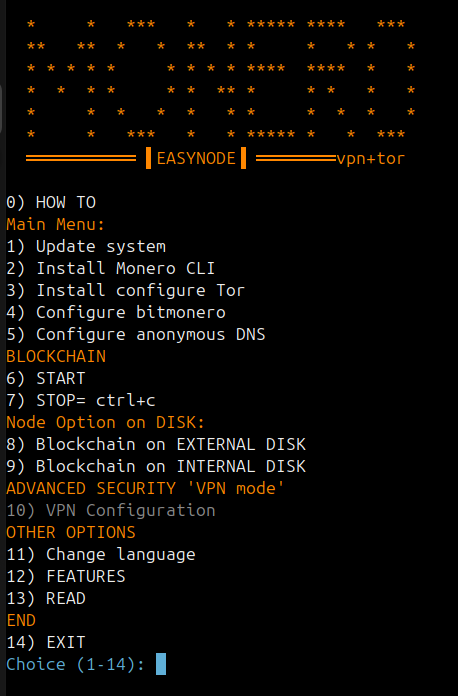 MONERO
EASYNODE vpn+tor
0) HOW TO
Main Menu:
1) Update system
2) Install Monero CLI
3) Install configure Tor
4) Configure bitmonero
5) Configure anonymous DNS
BLOCKCHAIN
6) START
7) STOP= ctrl+c
Node Option on DISK:
8) Blockchain on EXTERNAL DISK
9) Blockchain on INTERNAL DISK
ADVANCED SECURITY 'VPN mode'
10) VPN Configuration
OTHER OPTIONS
11) Change language
12) FEATURES
13) READ
END
14) EXIT
Choice (1-14):